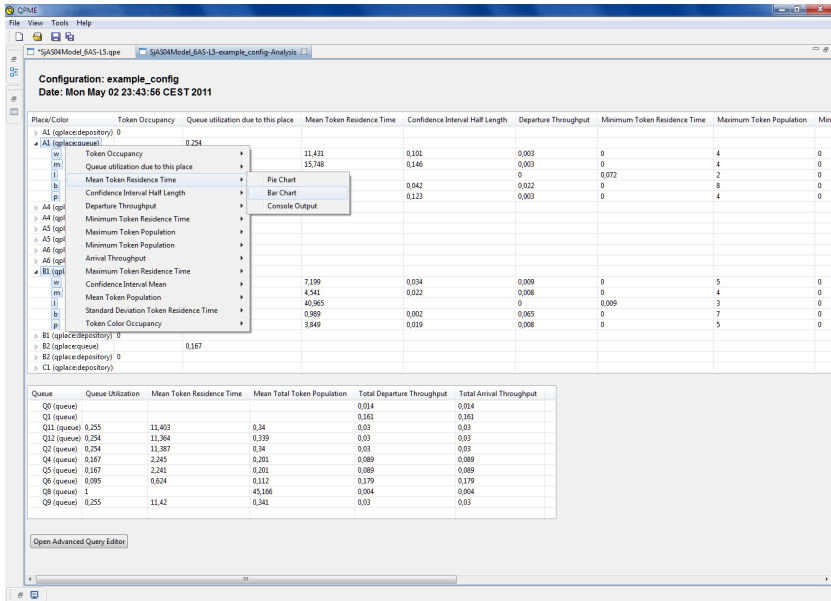 QPME
File View Tools Help
*SjAS04Model_6AS-L5.qpe SjAS04Model_6AS-L5-example_config-Analysis
Configuration: example_config
Date: Mon May 02 23:43:56 CEST 2011
Place/Color Token Occupancy Queue utilization due to this place Mean Token Residence Time Confidence Interval Half Length Departure Throughput Minimum Token Residence Time Maximum Token Population Min
A1 (qplace:depository) 0
A1 (qplace:queue) 0.254
w 11,431 0,101 0,003 0 4 0
m 15,748 0,146 0,003 0 4 0
l 0 0,072 2 0
b 0,042 0,022 0 8 0
p 0,123 0,003 0 4 0
A4 (qpl
A4 (qpl
A5 (qpl
A5 (qpl
A6 (qpl
A6 (qpl
B1 (qpl
w 7,199 0,034 0,009 0 5 0
m 4,541 0,022 0,008 0 4 0
l 40,965 0 0,009 3 0
b 0,989 0,002 0,065 0 7 0
p 3,849 0,019 0,008 0 5 0
B1 (qplace:depository) 0
B2 (qplace:queue) 0,167
B2 (qplace:depository) 0
C1 (qplace:depository)
Token Occupancy
Queue utilization due to this place
Mean Token Residence Time
Confidence Interval Half Length
Departure Throughput
Minimum Token Residence Time
Maximum Token Population
Minimum Token Population
Arrival Throughput
Maximum Token Residence Time
Confidence Interval Mean
Mean Token Population
Standard Deviation Token Residence Time
Token Color Occupancy
Pie Chart
Bar Chart
Console Output
Queue Queue Utilization Mean Token Residence Time Mean Total Token Population Total Departure Throughput Total Arrival Throughput
Q0 (queue) 0,014 0,014
Q1 (queue) 0,161 0,161
Q11 (queue) 0,255 11,403 0,34 0,03 0,03
Q12 (queue) 0,254 11,364 0,339 0,03 0,03
Q2 (queue) 0,254 11,387 0,34 0,03 0,03
Q4 (queue) 0,167 2,245 0,201 0,089 0,089
Q5 (queue) 0,167 2,241 0,201 0,089 0,089
Q6 (queue) 0,095 0,624 0,112 0,179 0,179
Q8 (queue) 1 45,166 0,004 0,004
Q9 (queue) 0,255 11,42 0,341 0,03 0,03
Open Advanced Query Editor